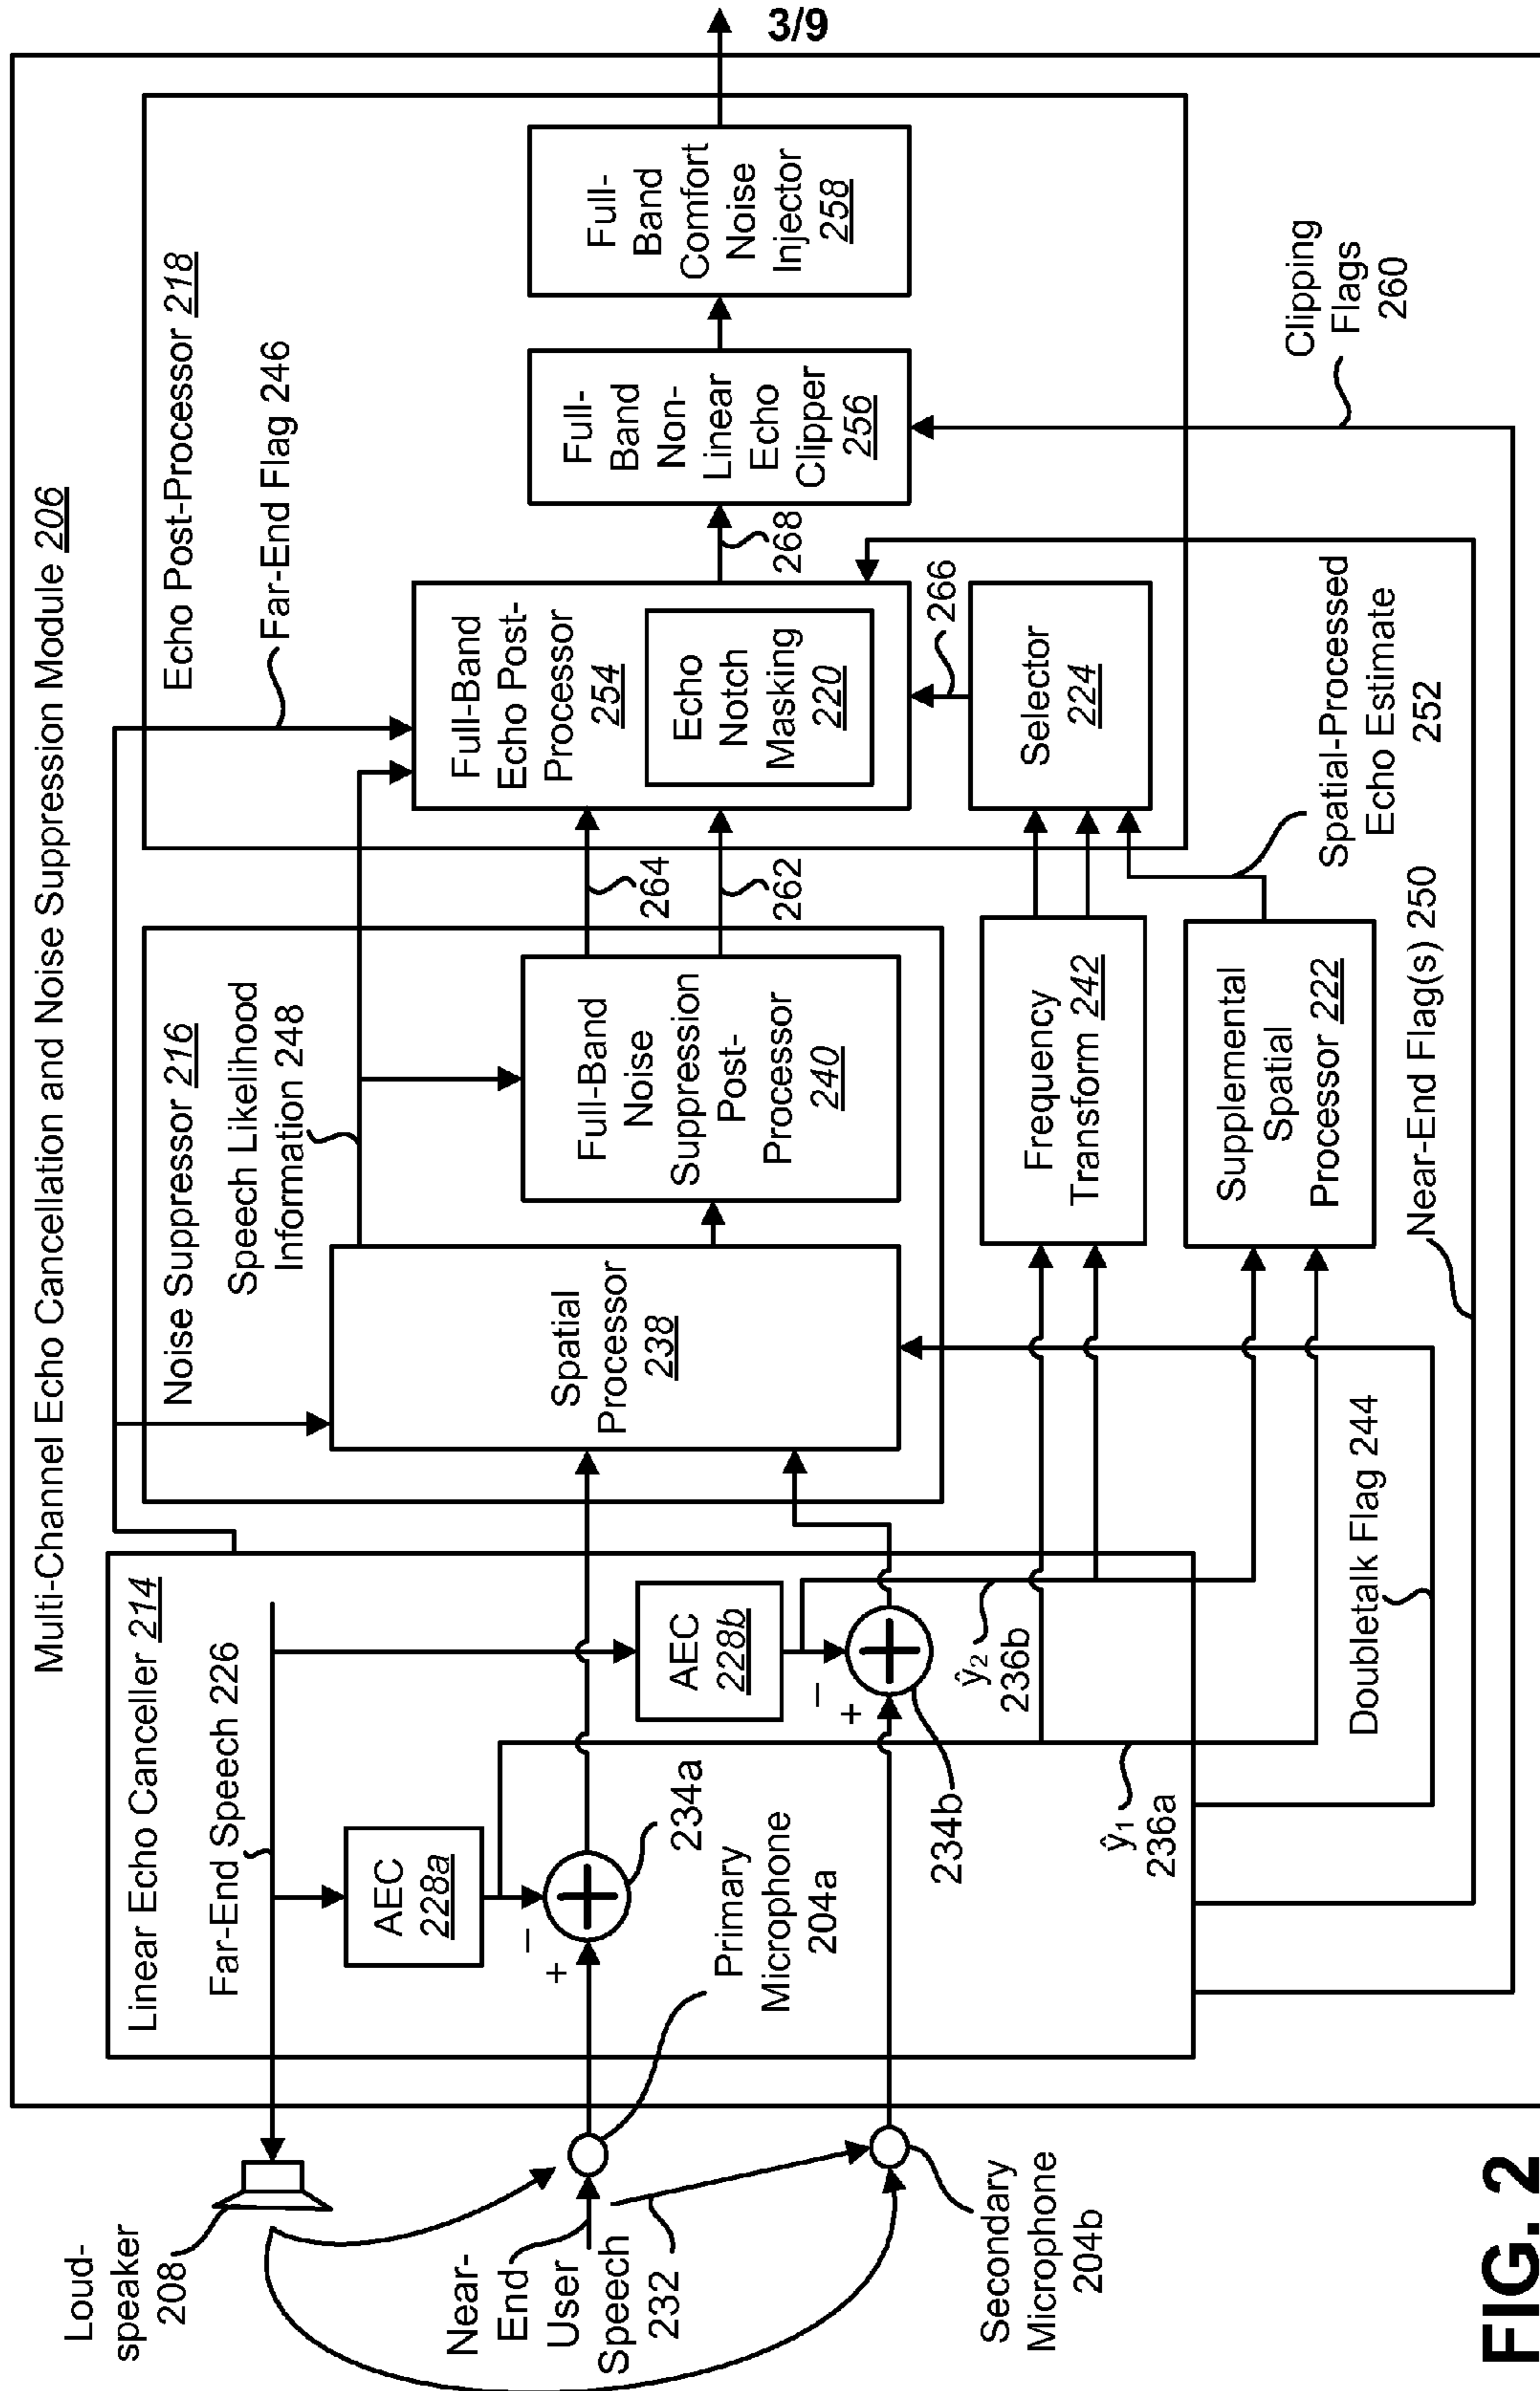 Multi-Channel Echo Cancellation and Noise Suppression Module 206
Loud-
speaker
208
Near-
End
User
Speech
232
Secondary
Microphone
204b
Linear Echo Canceller 214
Far-End Speech 226
AEC
228a
−
+
234a
Primary
Microphone
204a
AEC
228b
−
+
234b
ŷ2
236b
ŷ1
236a
Doubletalk Flag 244
Noise Suppressor 216
Speech Likelihood
Information 248
Spatial
Processor
238
Full-Band
Noise
Suppression
Post-
Processor
240
Frequency
Transform 242
Supplemental
Spatial
Processor 222
Near-End Flag(s) 250
264
262
Echo Post-Processor 218
Far-End Flag 246
Full-Band
Echo Post-
Processor
254
Echo
Notch
Masking
220
266
Selector
224
Spatial-Processed
Echo Estimate
252
268
Full-
Band
Non-
Linear
Echo
Clipper
256
Full-
Band
Comfort
Noise
Injector
258
Clipping
Flags
260
3/9
FIG. 2